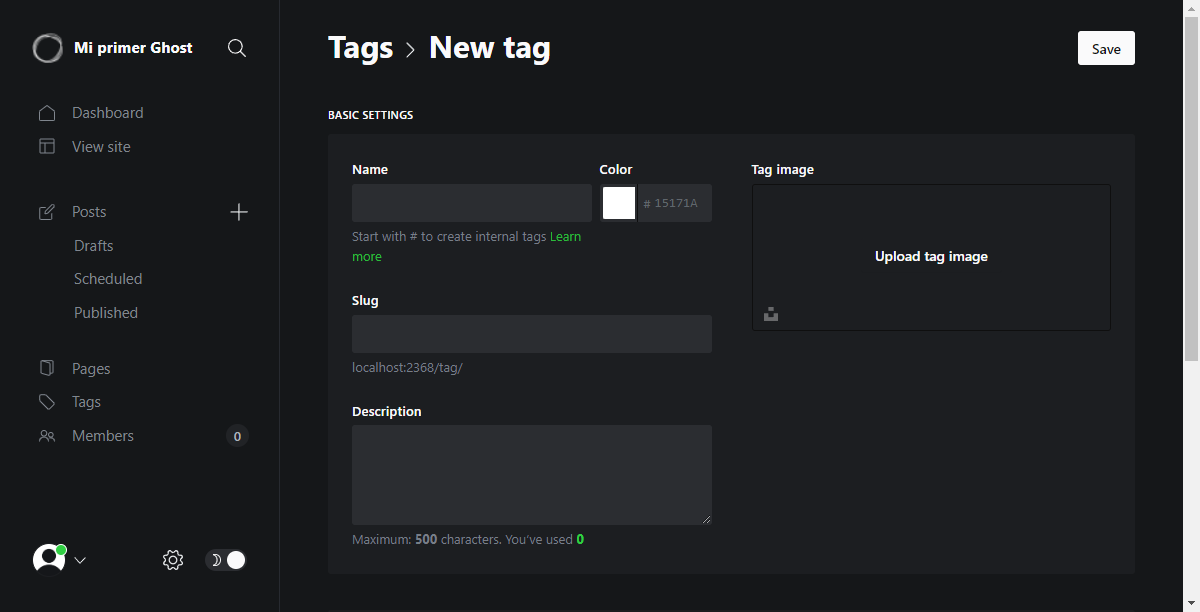 Mi primer Ghost
Dashboard
View site
Posts
Drafts
Scheduled
Published
Pages
Tags
Members
0
Tags > New tag
Save
BASIC SETTINGS
Name
Start with # to create internal tags Learn
more
Color
# 15171A
Slug
localhost:2368/tag/
Description
Maximum: 500 characters. You've used 0
Tag image
Upload tag image